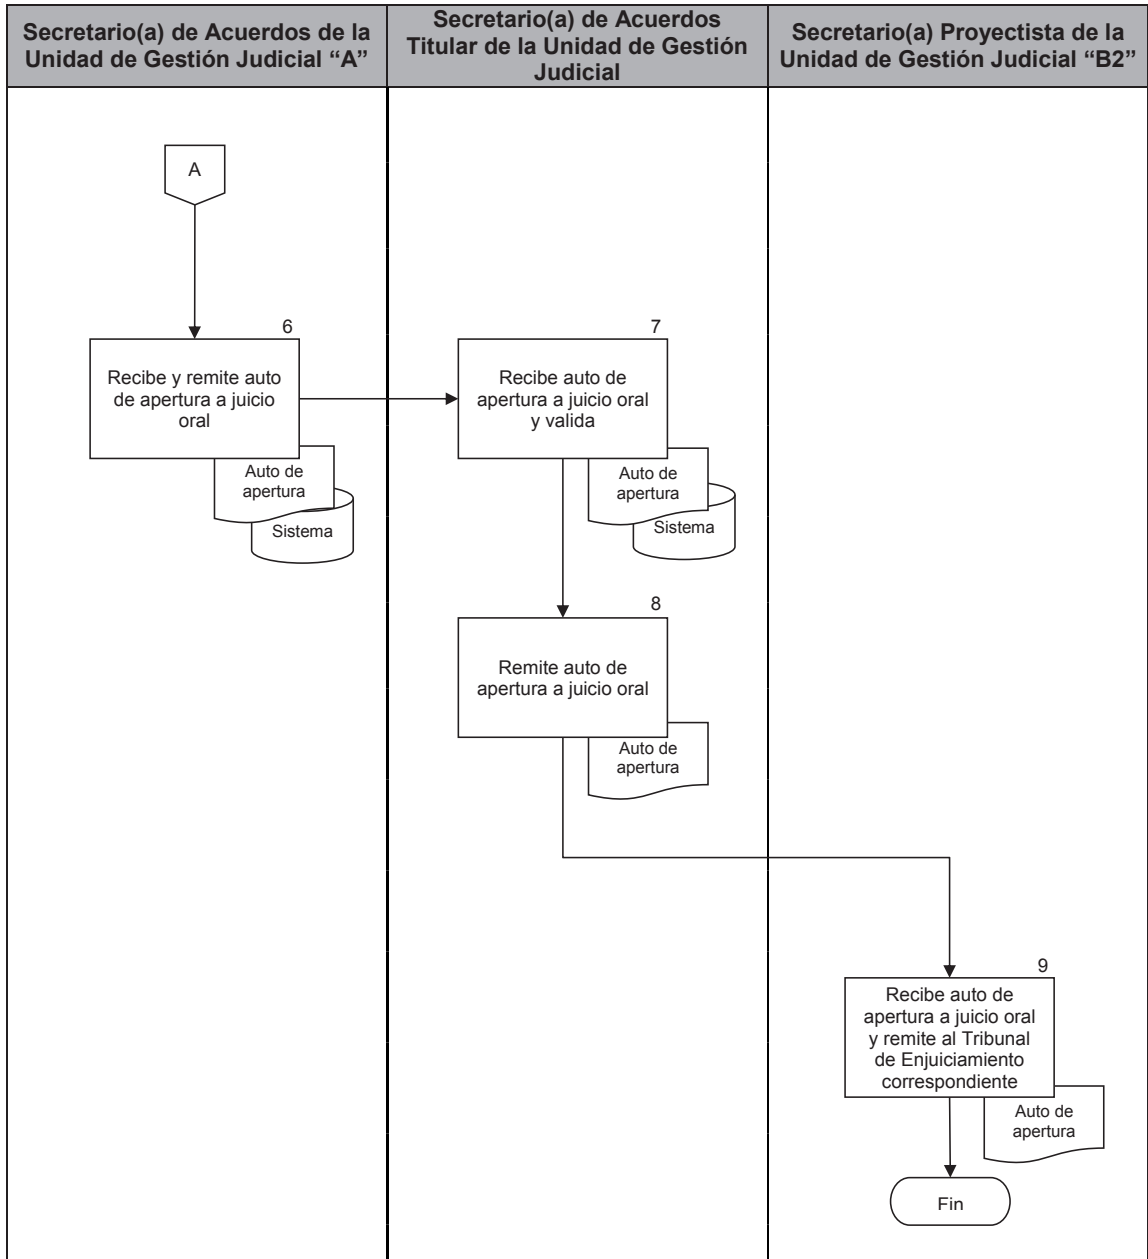 Secretario(a) de Acuerdos de la
Unidad de Gestión Judicial “A”
Secretario(a) de Acuerdos
Titular de la Unidad de Gestión
Judicial
Secretario(a) Proyectista de la
Unidad de Gestión Judicial “B2”
A
6
Recibe y remite auto
de apertura a juicio
oral
Auto de
apertura
Sistema
7
Recibe auto de
apertura a juicio oral
y valida
Auto de
apertura
Sistema
8
Remite auto de
apertura a juicio oral
Auto de
apertura
9
Recibe auto de
apertura a juicio oral
y remite al Tribunal
de Enjuiciamiento
correspondiente
Auto de
apertura
Fin